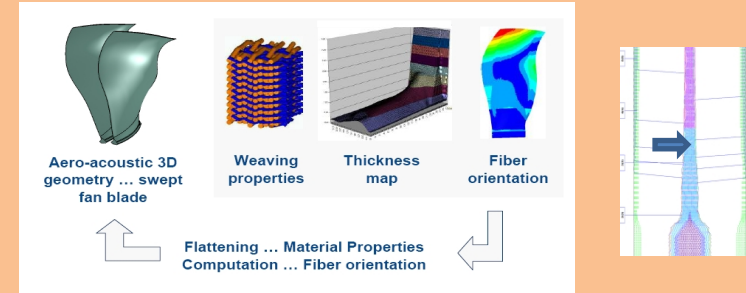 Aero-acoustic 3D
geometry ... swept
fan blade
Weaving
properties
Thickness
map
Fiber
orientation
Flattening ... Material Properties
Computation ... Fiber orientation